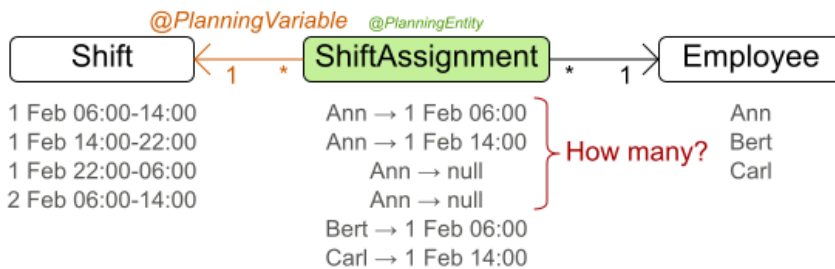 @PlanningVariable @PlanningEntity
Shift ShiftAssignment Employee
1 * * 1
1 Feb 06:00-14:00 Ann → 1 Feb 06:00 Ann
1 Feb 14:00-22:00 Ann → 1 Feb 14:00 Bert
1 Feb 22:00-06:00 Ann → null Carl
2 Feb 06:00-14:00 Ann → null
How many?
Bert → 1 Feb 06:00
Carl → 1 Feb 14:00